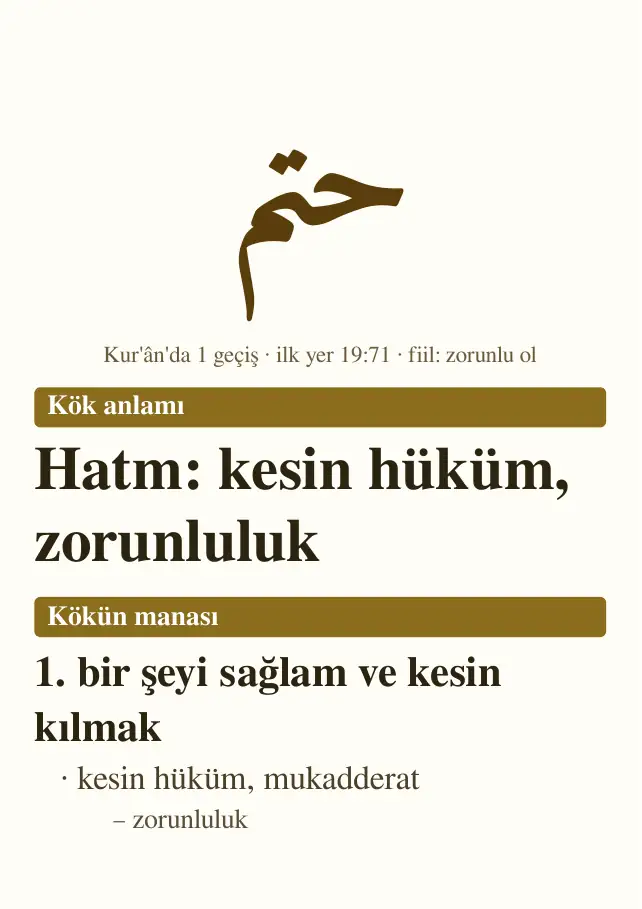 حتم
Kur'ân'da 1 geçiş · ilk yer 19:71 · fiil: zorunlu ol
Kök anlamı
Hatm: kesin hüküm,
zorunluluk
Kökün manası
1. bir şeyi sağlam ve kesin
kılmak
· kesin hüküm, mukadderat
– zorunluluk